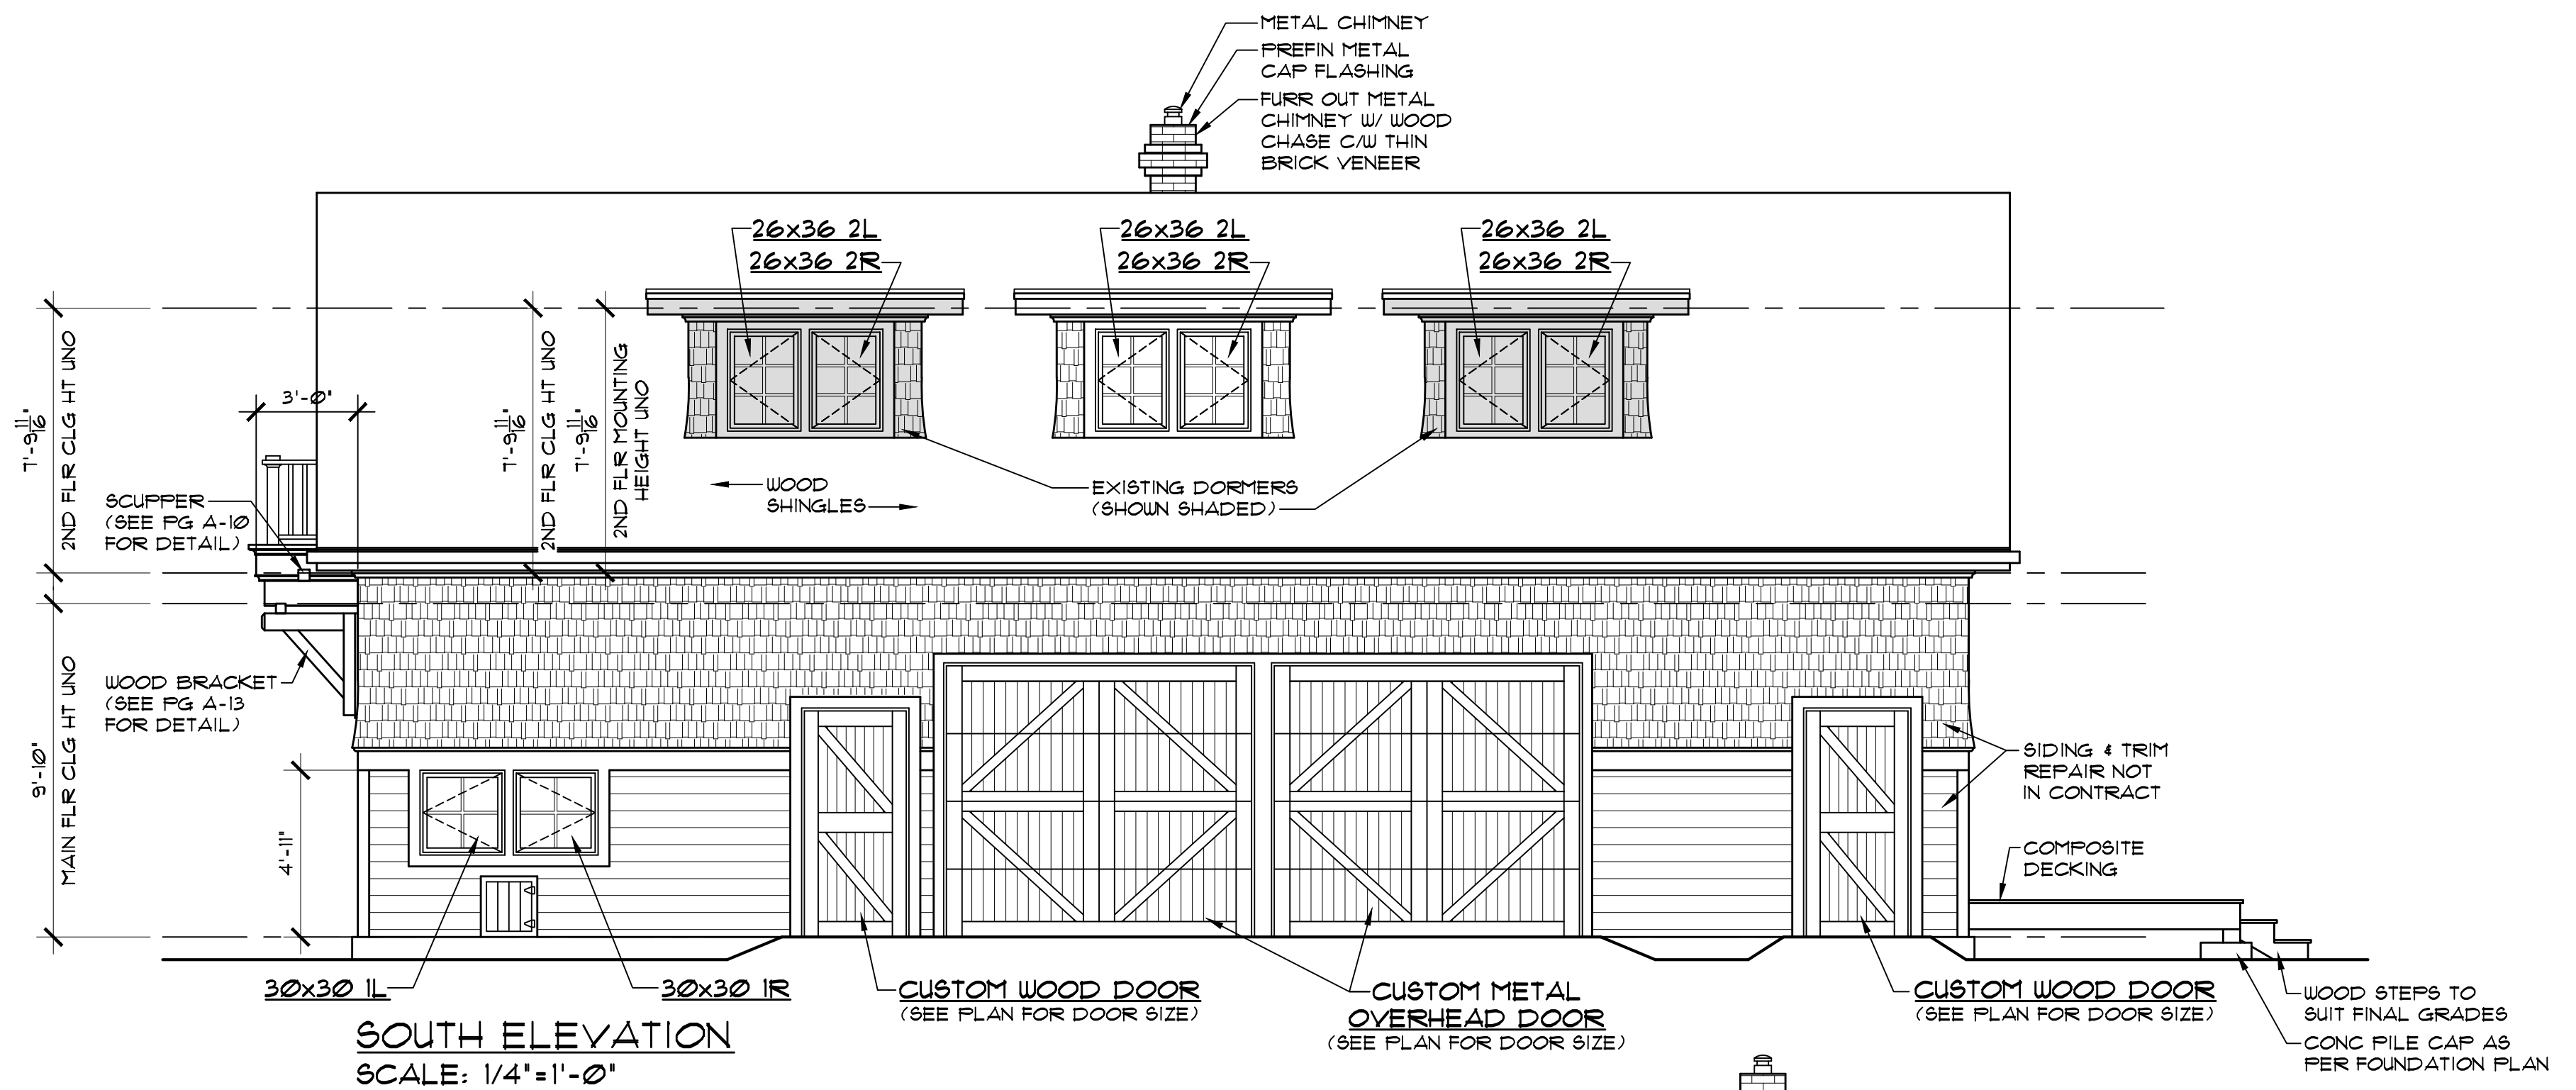 METAL CHIMNEY
PREFIN METAL
CAP FLASHING
FURR OUT METAL
CHIMNEY W/ WOOD
CHASE C/W THIN
BRICK VENEER
26x36 2L
26x36 2R
26x36 2L
26x36 2R
26x36 2L
26x36 2R
7'-9 11/16"
2ND FLR CLG HT UNO
3'-0"
7'-9 11/16"
2ND FLR CLG HT UNO
7'-9 11/16"
2ND FLR MOUNTING
HEIGHT UNO
SCUPPER
(SEE PG A-10
FOR DETAIL)
WOOD
SHINGLES
EXISTING DORMERS
(SHOWN SHADED)
WOOD BRACKET
(SEE PG A-13
FOR DETAIL)
9'-10"
MAIN FLR CLG HT UNO
4'-11"
SIDING & TRIM
REPAIR NOT
IN CONTRACT
COMPOSITE
DECKING
30x30 1L
30x30 1R
CUSTOM WOOD DOOR
(SEE PLAN FOR DOOR SIZE)
CUSTOM METAL
OVERHEAD DOOR
(SEE PLAN FOR DOOR SIZE)
CUSTOM WOOD DOOR
(SEE PLAN FOR DOOR SIZE)
WOOD STEPS TO
SUIT FINAL GRADES
CONC PILE CAP AS
PER FOUNDATION PLAN
SOUTH ELEVATION
SCALE: 1/4"=1'-0"